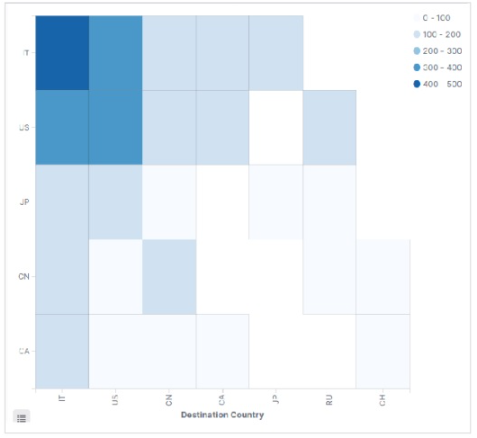 0 - 100
100 - 200
200 - 300
300 - 400
400 - 500
IT
US
JP
CN
CA
IT
US
CN
CA
JP
RU
CH
Destination Country